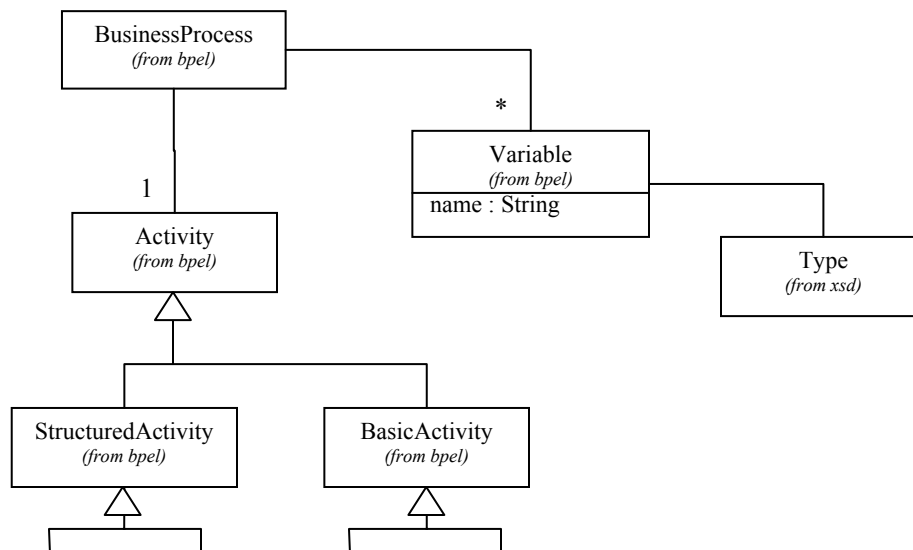 BusinessProcess
(from bpel)
*
Variable
(from bpel)
name : String
1
Activity
(from bpel)
Type
(from xsd)
StructuredActivity
(from bpel)
BasicActivity
(from bpel)